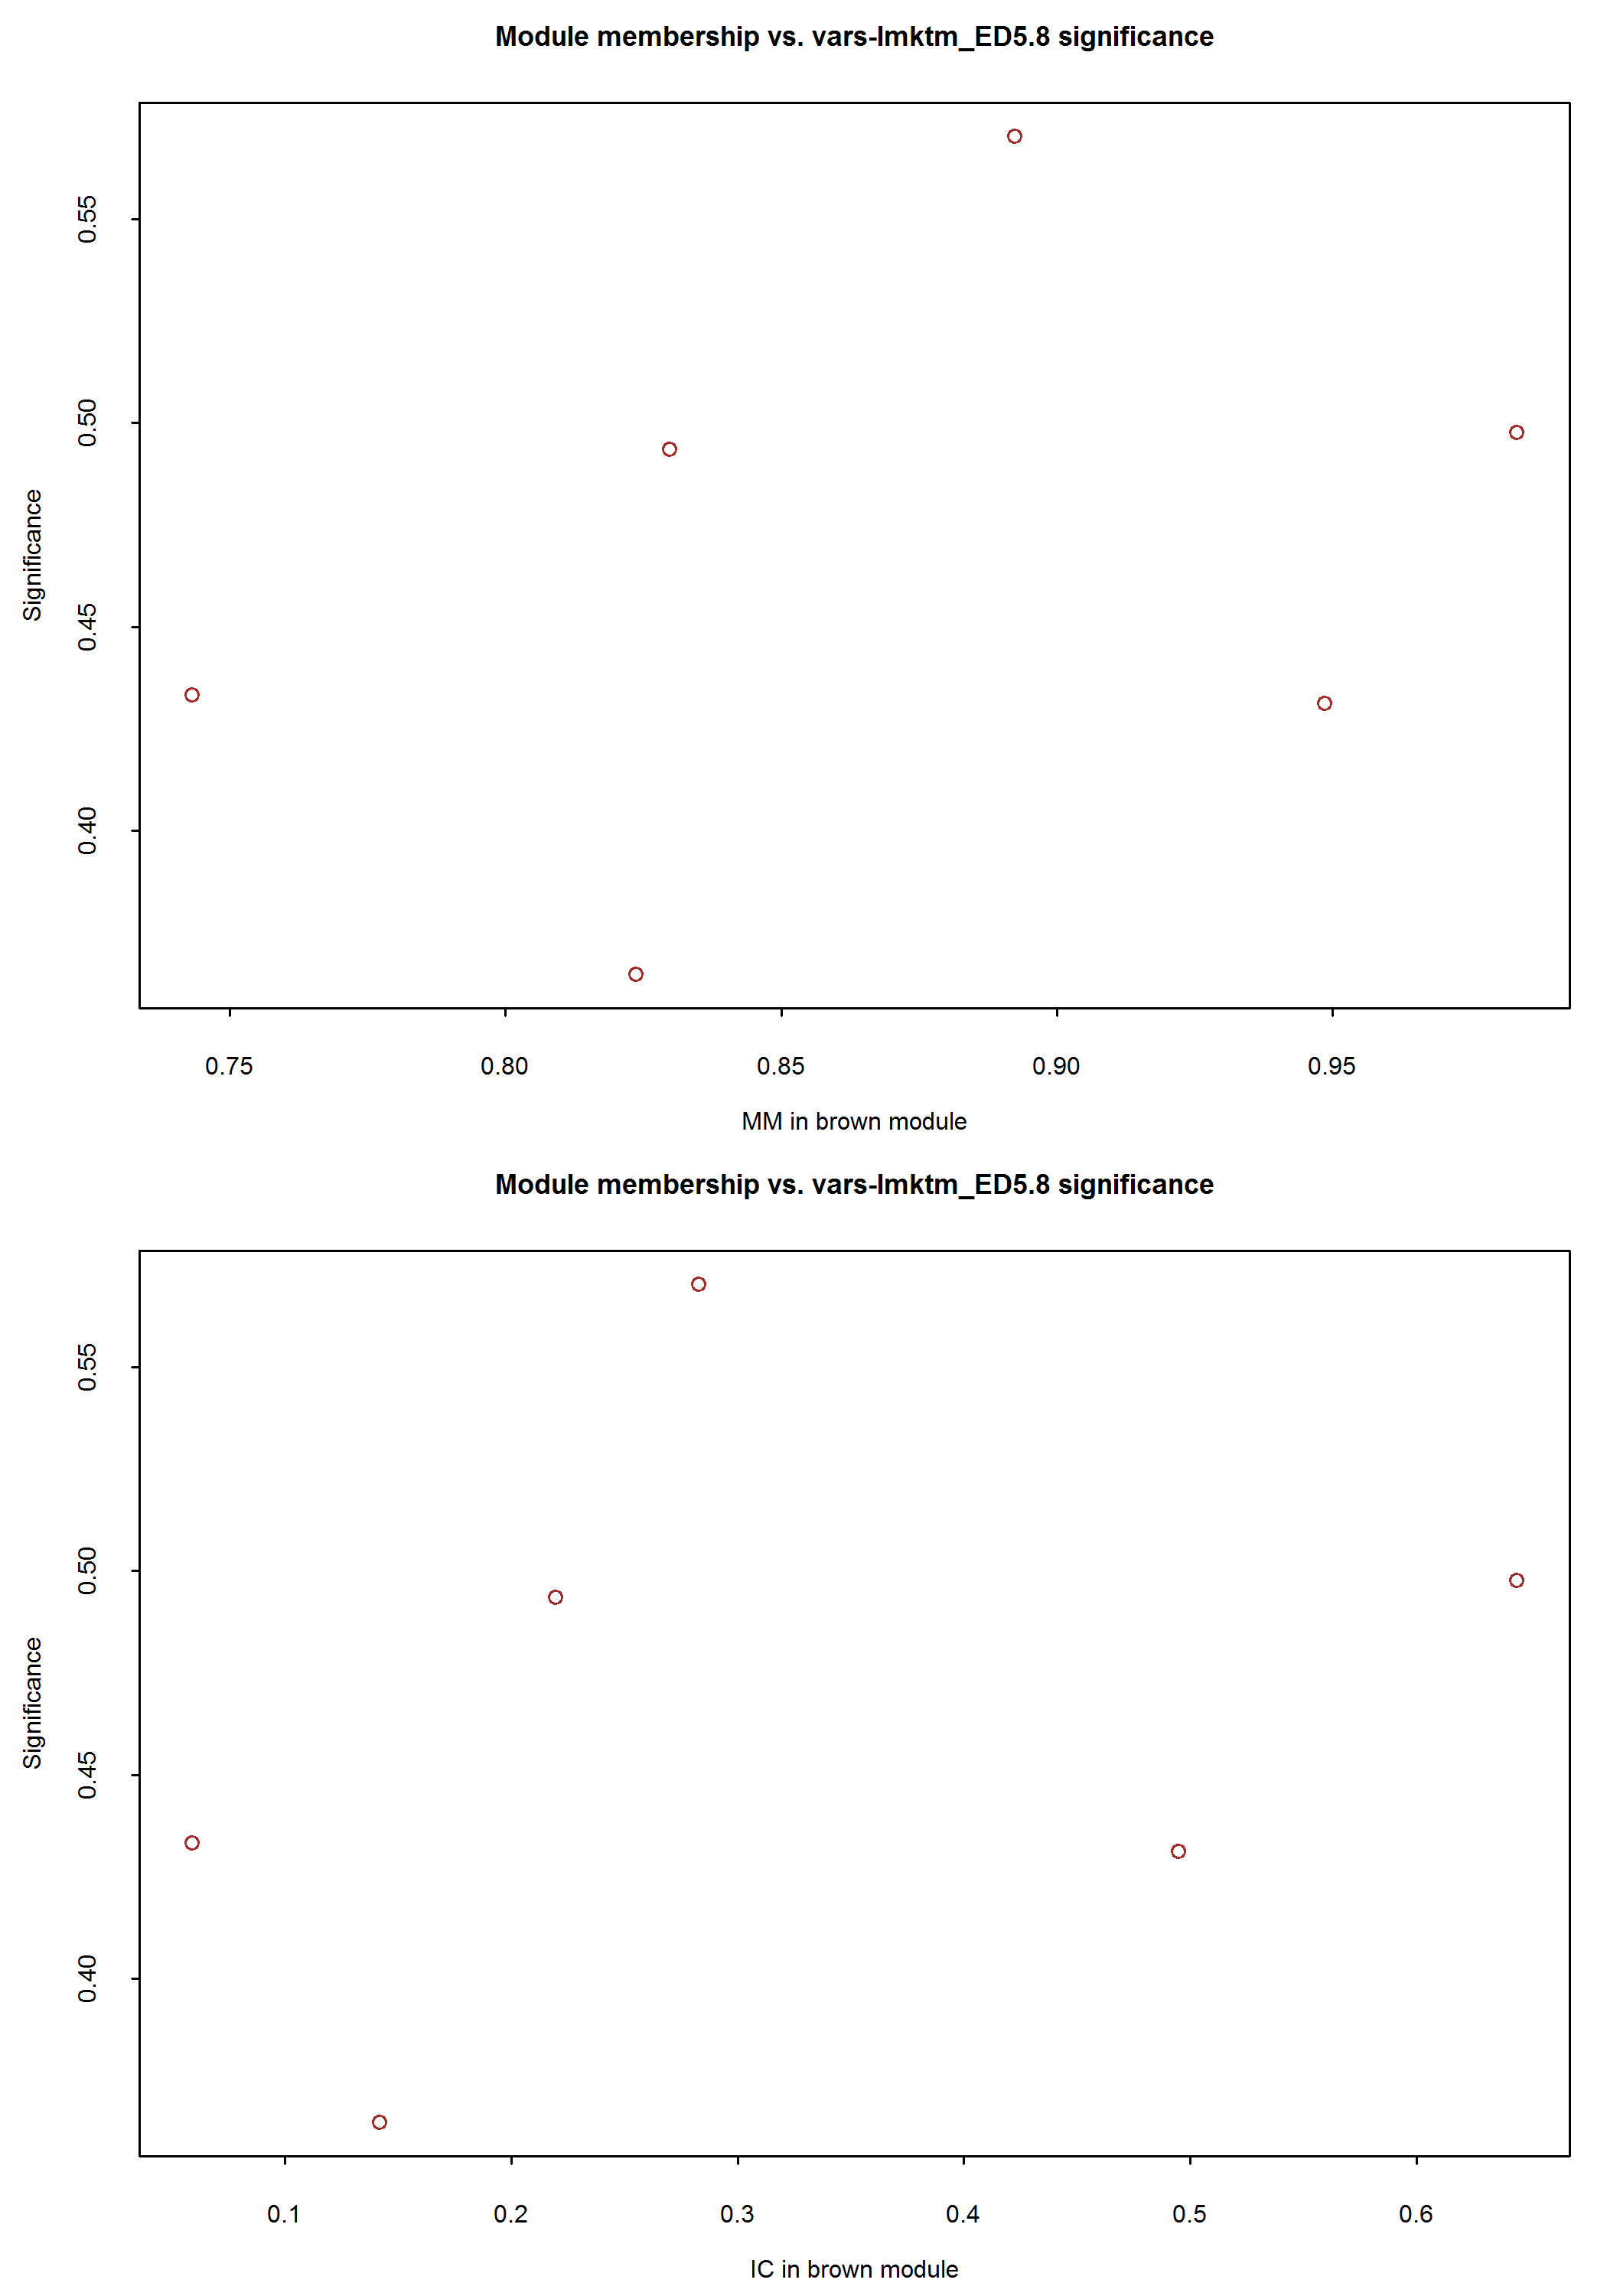 Module membership vs. vars-lmktm_ED5.8 significance
0.55
0.50
0.45
0.40
Significance
0.75 0.80 0.85 0.90 0.95
MM in brown module
Module membership vs. vars-lmktm_ED5.8 significance
0.55
0.50
0.45
0.40
Significance
0.1 0.2 0.3 0.4 0.5 0.6
IC in brown module